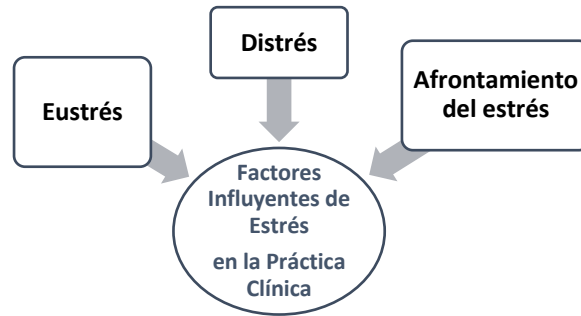 Eustrés
Distrés
Afrontamiento
del estrés
Factores
Influyentes de
Estrés
en la Práctica
Clínica